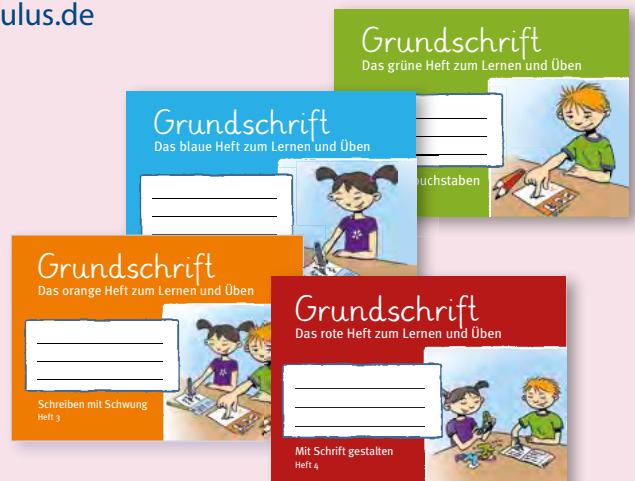 ulus.de
Grundschrift
Das grüne Heft zum Lernen und Üben
uchstaben
Grundschrift
Das blaue Heft zum Lernen und Üben
Grundschrift
Das orange Heft zum Lernen und Üben
Schreiben mit Schwung
Heft 3
Grundschrift
Das rote Heft zum Lernen und Üben
Mit Schrift gestalten
Heft 4